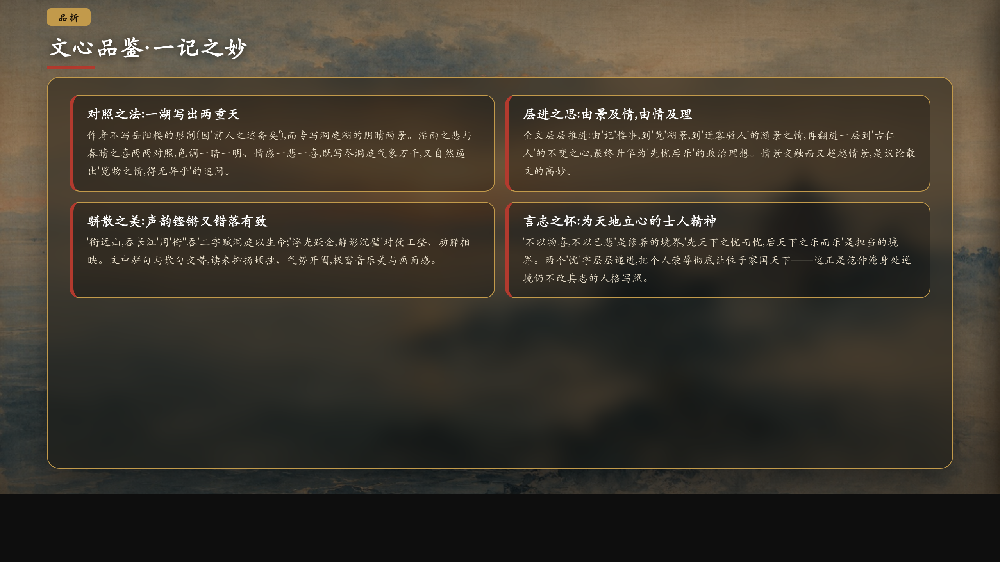 品析
文心品鉴·一记之妙
对照之法:一湖写出两重天
作者不写岳阳楼的形制(因'前人之述备矣'),而专写洞庭湖的阴晴两景。淫雨之悲与
春晴之喜两两对照,色调一暗一明、情感一悲一喜,既写尽洞庭气象万千,又自然逼
出'览物之情,得无异乎'的追问。
层进之思:由景及情,由情及理
全文层层推进:由'记'楼事,到'览'湖景,到'迁客骚人'的随景之情,再翻进一层到'古仁
人'的不变之心,最终升华为'先忧后乐'的政治理想。情景交融而又超越情景,是议论散
文的高妙。
骈散之美:声韵铿锵又错落有致
'衔远山,吞长江'用'衔''吞'二字赋洞庭以生命;'浮光跃金,静影沉璧'对仗工整、动静相
映。文中骈句与散句交替,读来抑扬顿挫、气势开阖,极富音乐美与画面感。
言志之怀:为天地立心的士人精神
'不以物喜,不以己悲'是修养的境界,'先天下之忧而忧,后天下之乐而乐'是担当的境
界。两个'忧'字层层递进,把个人荣辱彻底让位于家国天下——这正是范仲淹身处逆
境仍不改其志的人格写照。